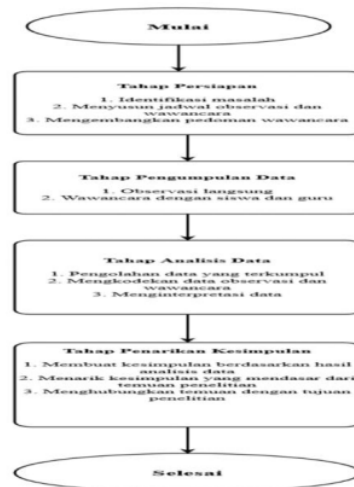 Mulai
Tahap Persiapan
1. Identifikasi masalah
2. Menyusun jadwal observasi dan
wawancara
3. Mengembangkan pedoman wawancara
Tahap Pengumpulan Data
1. Observasi langsung
2. Wawancara dengan siswa dan guru
Tahap Analisis Data
1. Pengolahan data yang terkumpul
2. Mengkodekan data observasi dan
wawancara
3. Menginterpretasi data
Tahap Penarikan Kesimpulan
1. Membuat kesimpulan berdasarkan hasil
analisis data
2. Menarik kesimpulan yang mendasar dari
temuan penelitian
3. Menghubungkan temuan dengan tujuan
penelitian
Selesai